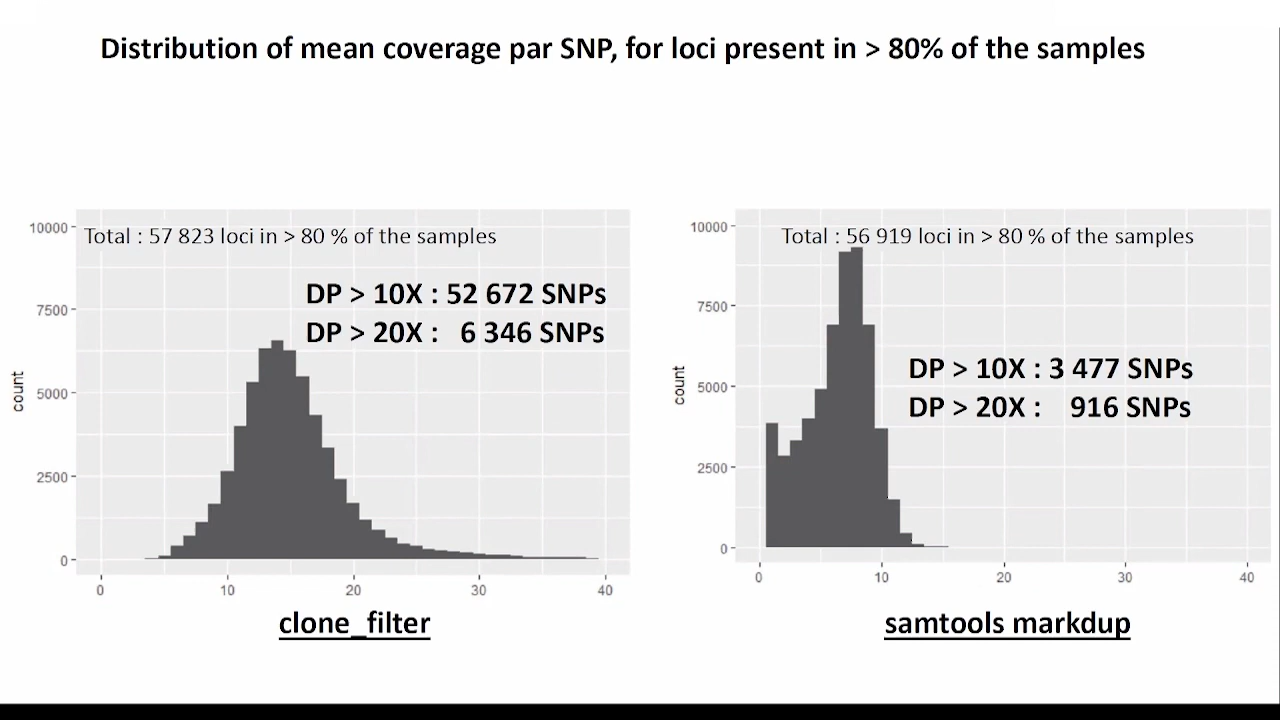 Distribution of mean coverage par SNP, for loci present in > 80% of the samples
Total : 57 823 loci in > 80 % of the samples
DP > 10X : 52 672 SNPs
DP > 20X : 6 346 SNPs
10000
7500
5000
2500
0
count
0 10 20 30 40
clone_filter
Total : 56 919 loci in > 80 % of the samples
DP > 10X : 3 477 SNPs
DP > 20X : 916 SNPs
10000
7500
5000
2500
0
count
0 10 20 30 40
samtools markdup